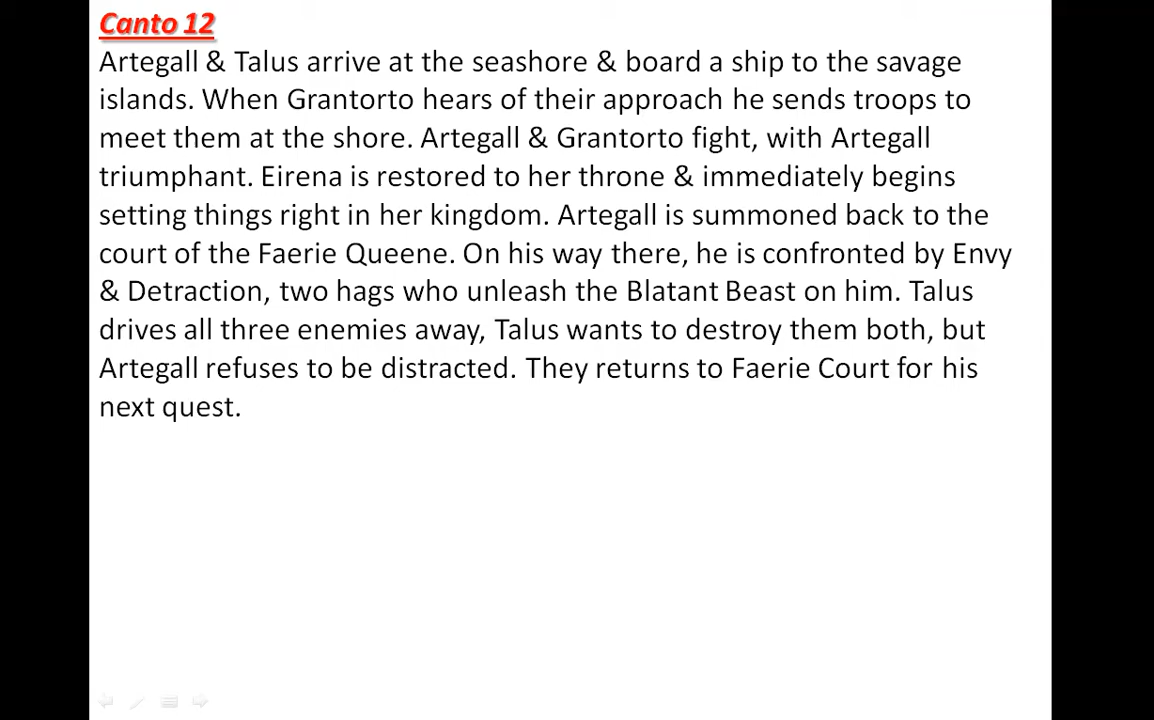 Canto 12
Artegall & Talus arrive at the seashore & board a ship to the savage
islands. When Grantorto hears of their approach he sends troops to
meet them at the shore. Artegall & Grantorto fight, with Artegall
triumphant. Eirena is restored to her throne & immediately begins
setting things right in her kingdom. Artegall is summoned back to the
court of the Faerie Queene. On his way there, he is confronted by Envy
& Detraction, two hags who unleash the Blatant Beast on him. Talus
drives all three enemies away, Talus wants to destroy them both, but
Artegall refuses to be distracted. They returns to Faerie Court for his
next quest.